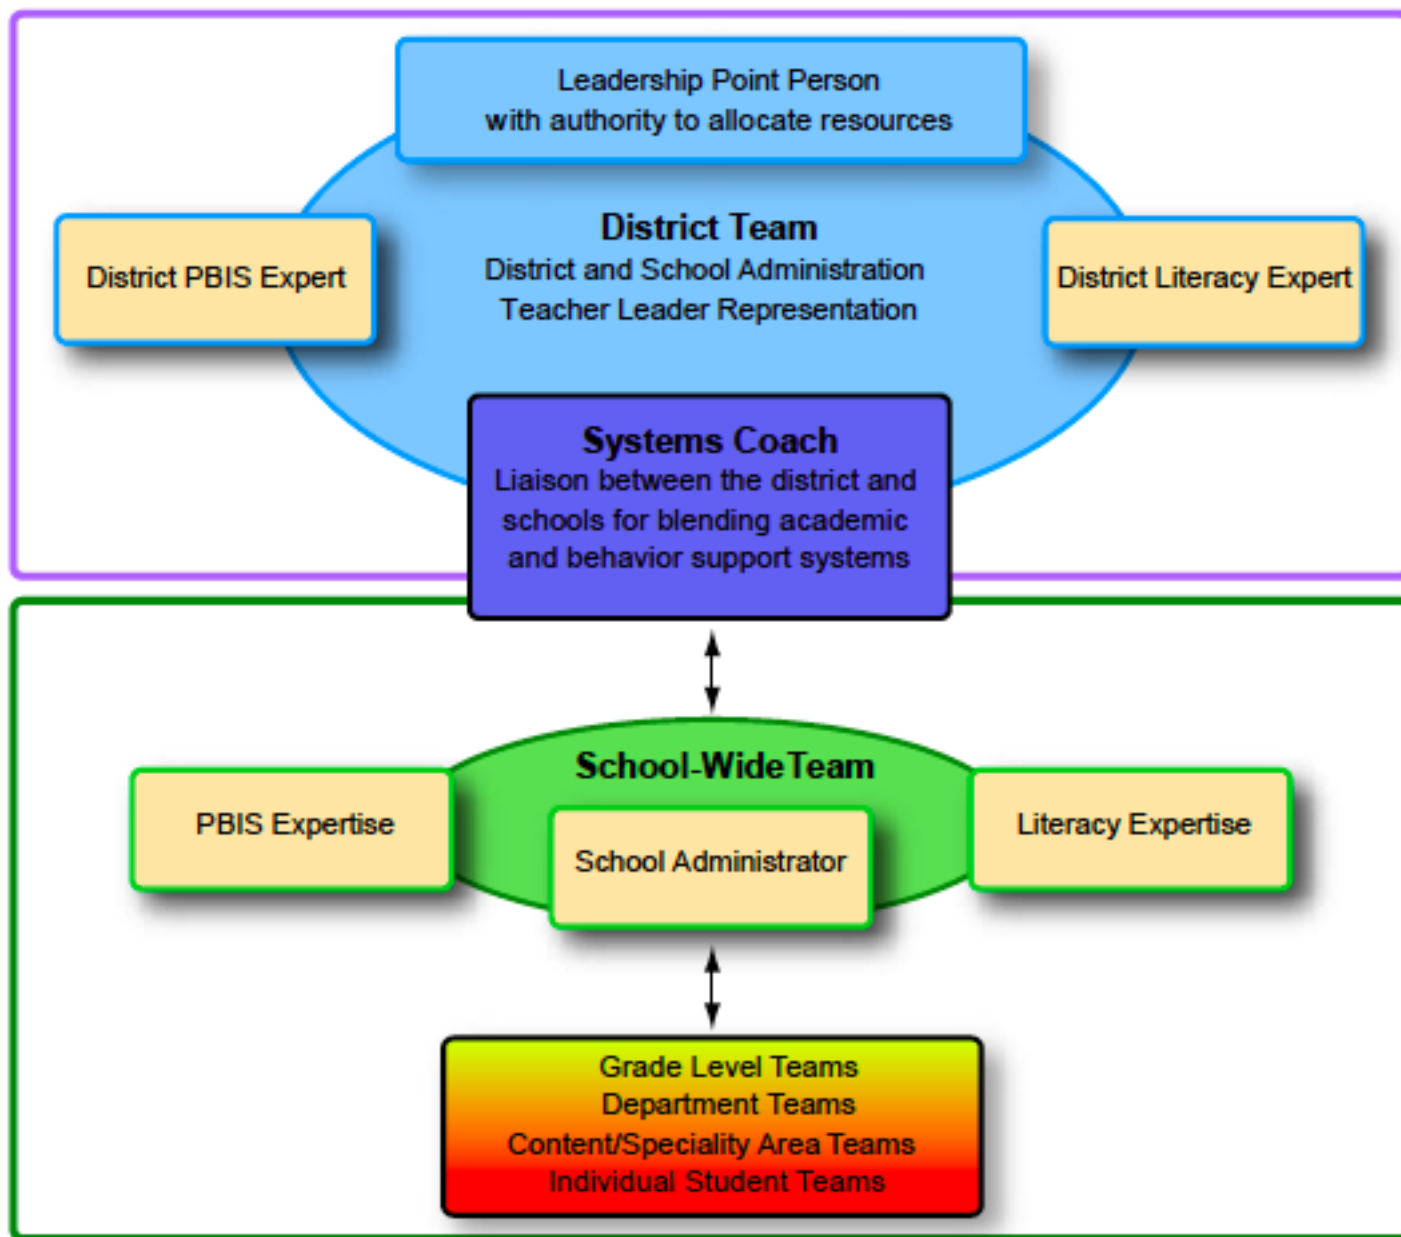 Leadership Point Person
with authority to allocate resources
District Team
District and School Administration
Teacher Leader Representation
District PBIS Expert
District Literacy Expert
Systems Coach
Liaison between the district and
schools for blending academic
and behavior support systems
School-Wide Team
PBIS Expertise
School Administrator
Literacy Expertise
Grade Level Teams
Department Teams
Content/Speciality Area Teams
Individual Student Teams